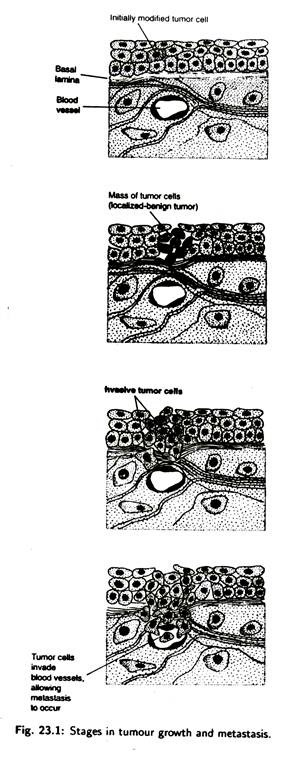 Initially modified tumor cell
Basal
lamina
Blood
vessel
Mass of tumor cells
(localized-benign tumor)
Invasive tumor cells
Tumor cells
invade
blood vessels,
allowing
metastasis
to occur
Fig. 23.1: Stages in tumour growth and metastasis.